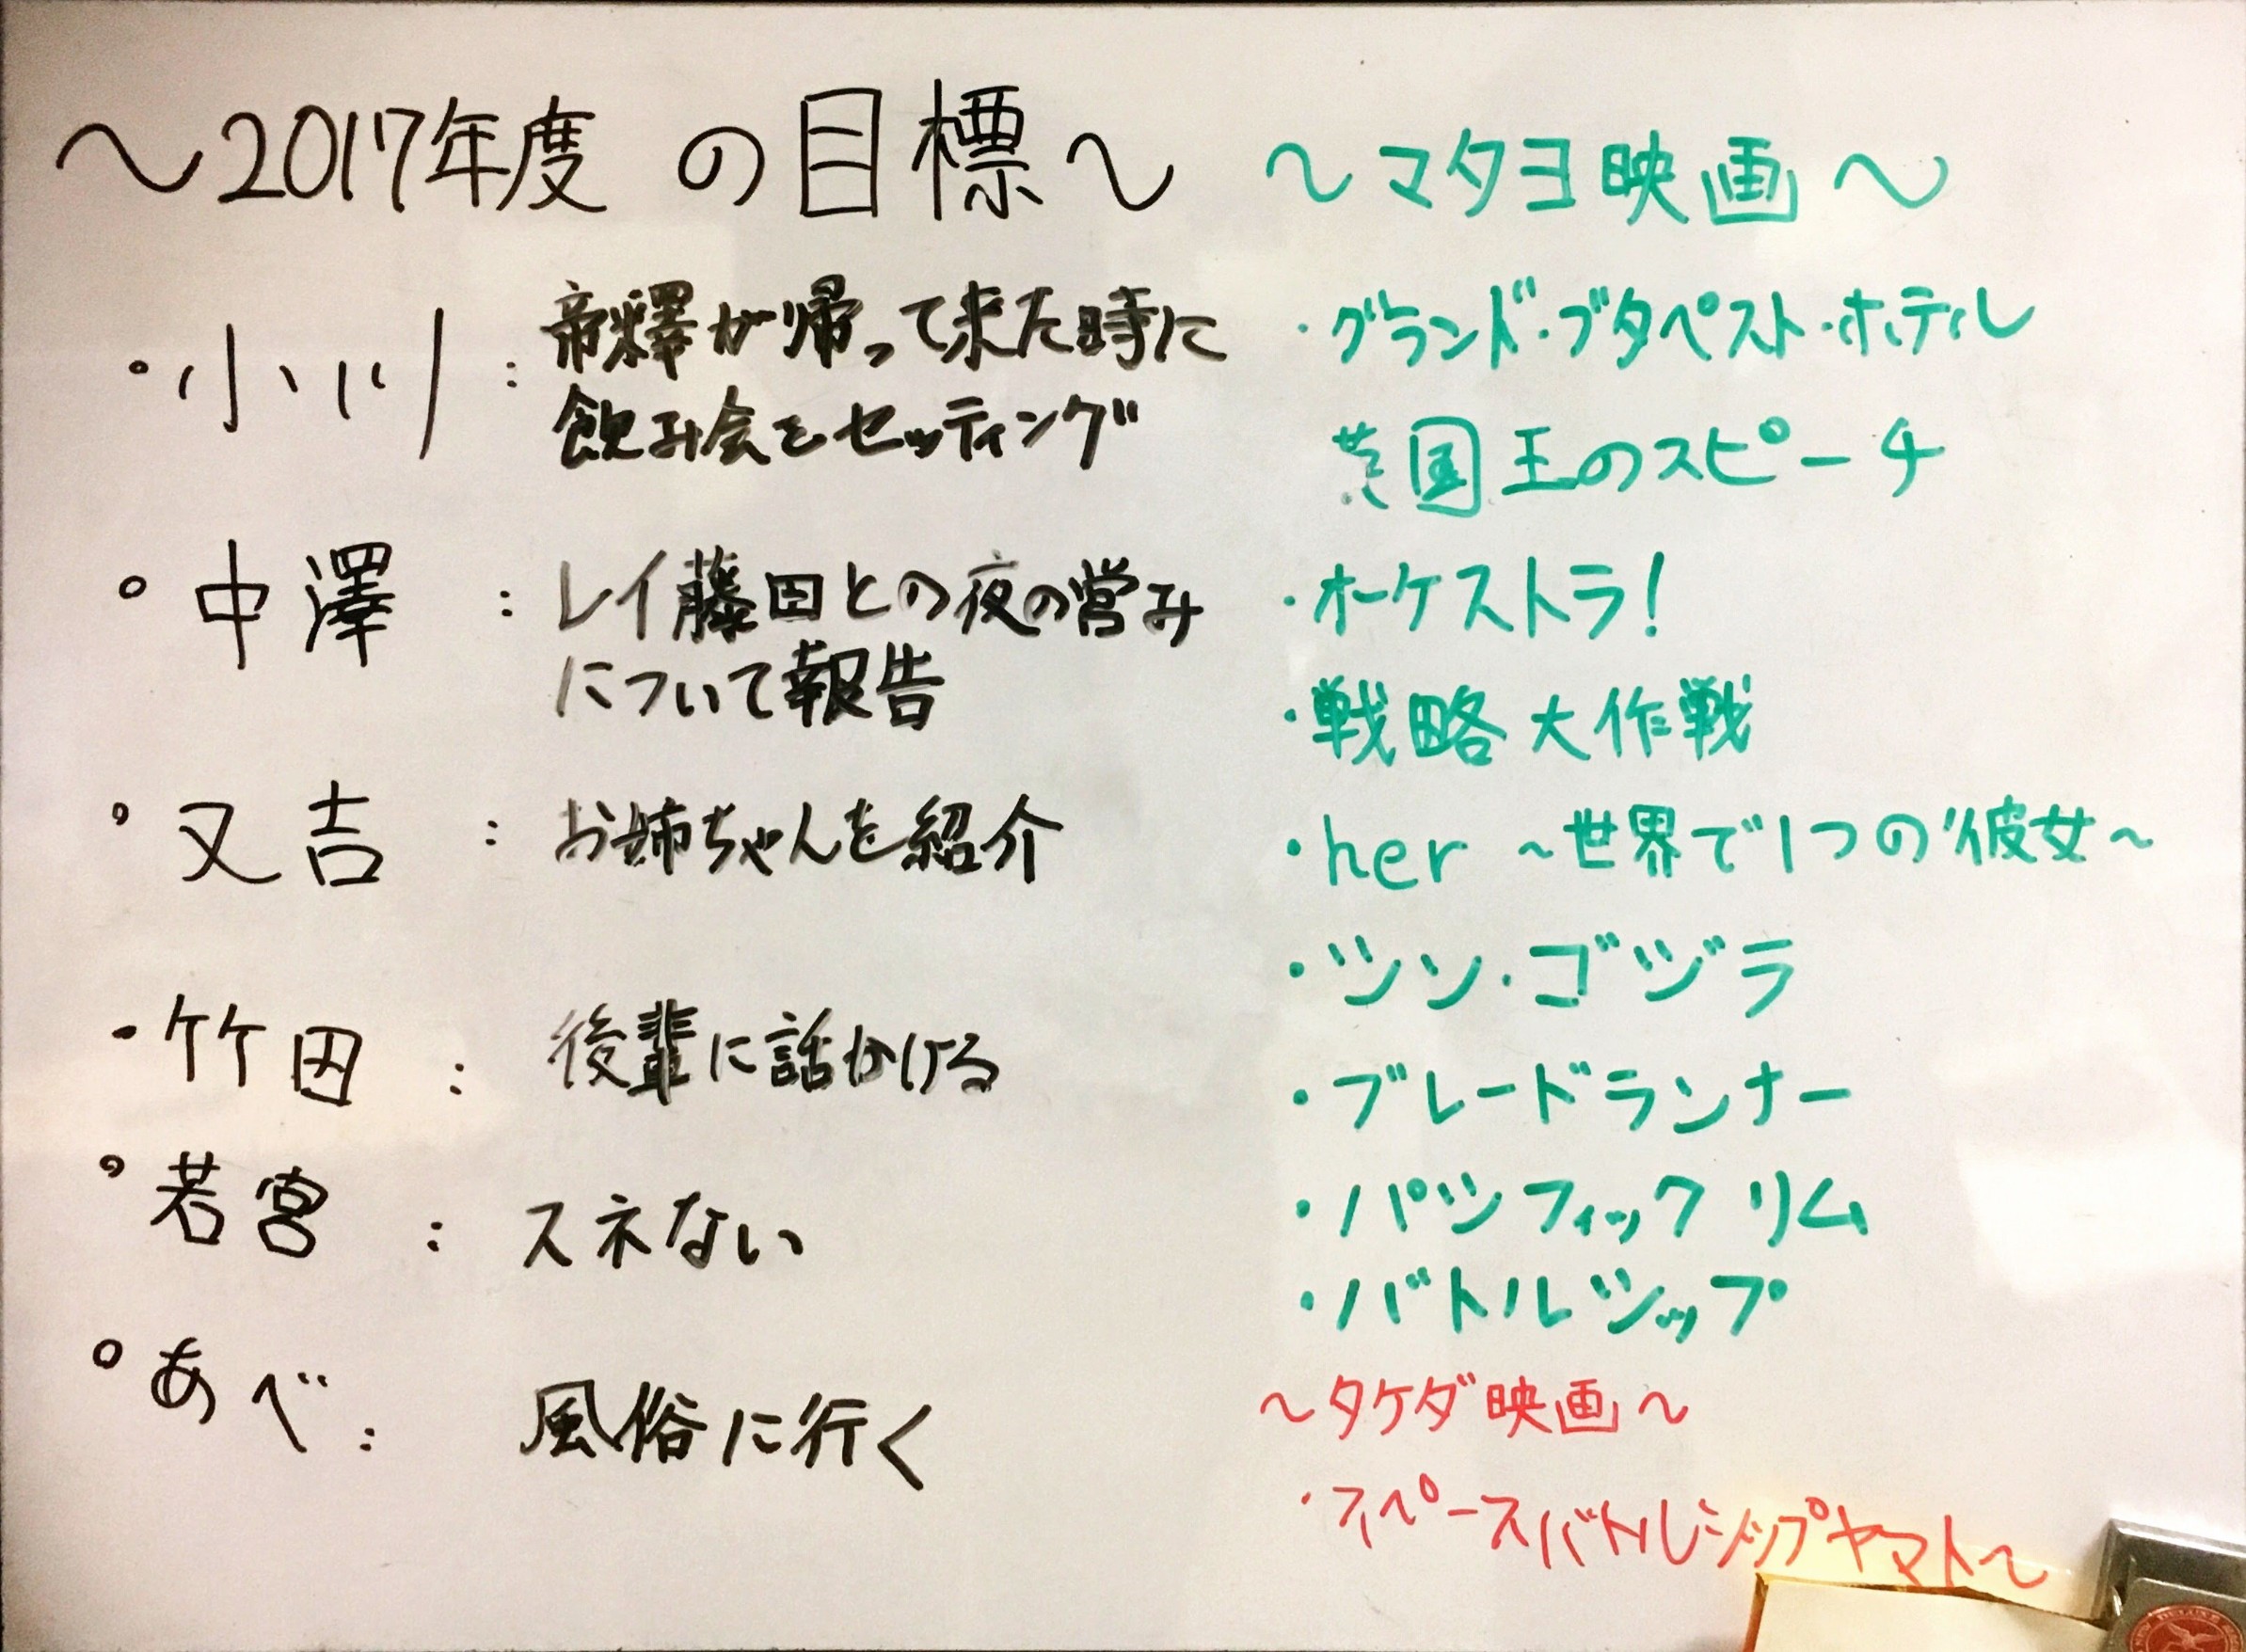 ～2017年度の目標～
・小川：帝釋が帰って来た時に
飲み会をセッティング
・中澤：レイ藤田との夜の営み
について報告
・又吉：お姉ちゃんを紹介
・竹田：後輩に話かける
・若宮：スネない
・あべ：風俗に行く
～マタヨ映画～
・グランド・ブタペスト・ホテル
英国王のスピーチ
・オーケストラ！
・戦略大作戦
・her ～世界で1つの彼女～
・シン・ゴジラ
・ブレードランナー
・パシフィック リム
・バトルシップ
～タケダ映画～
・スペースバトルシップヤマト～